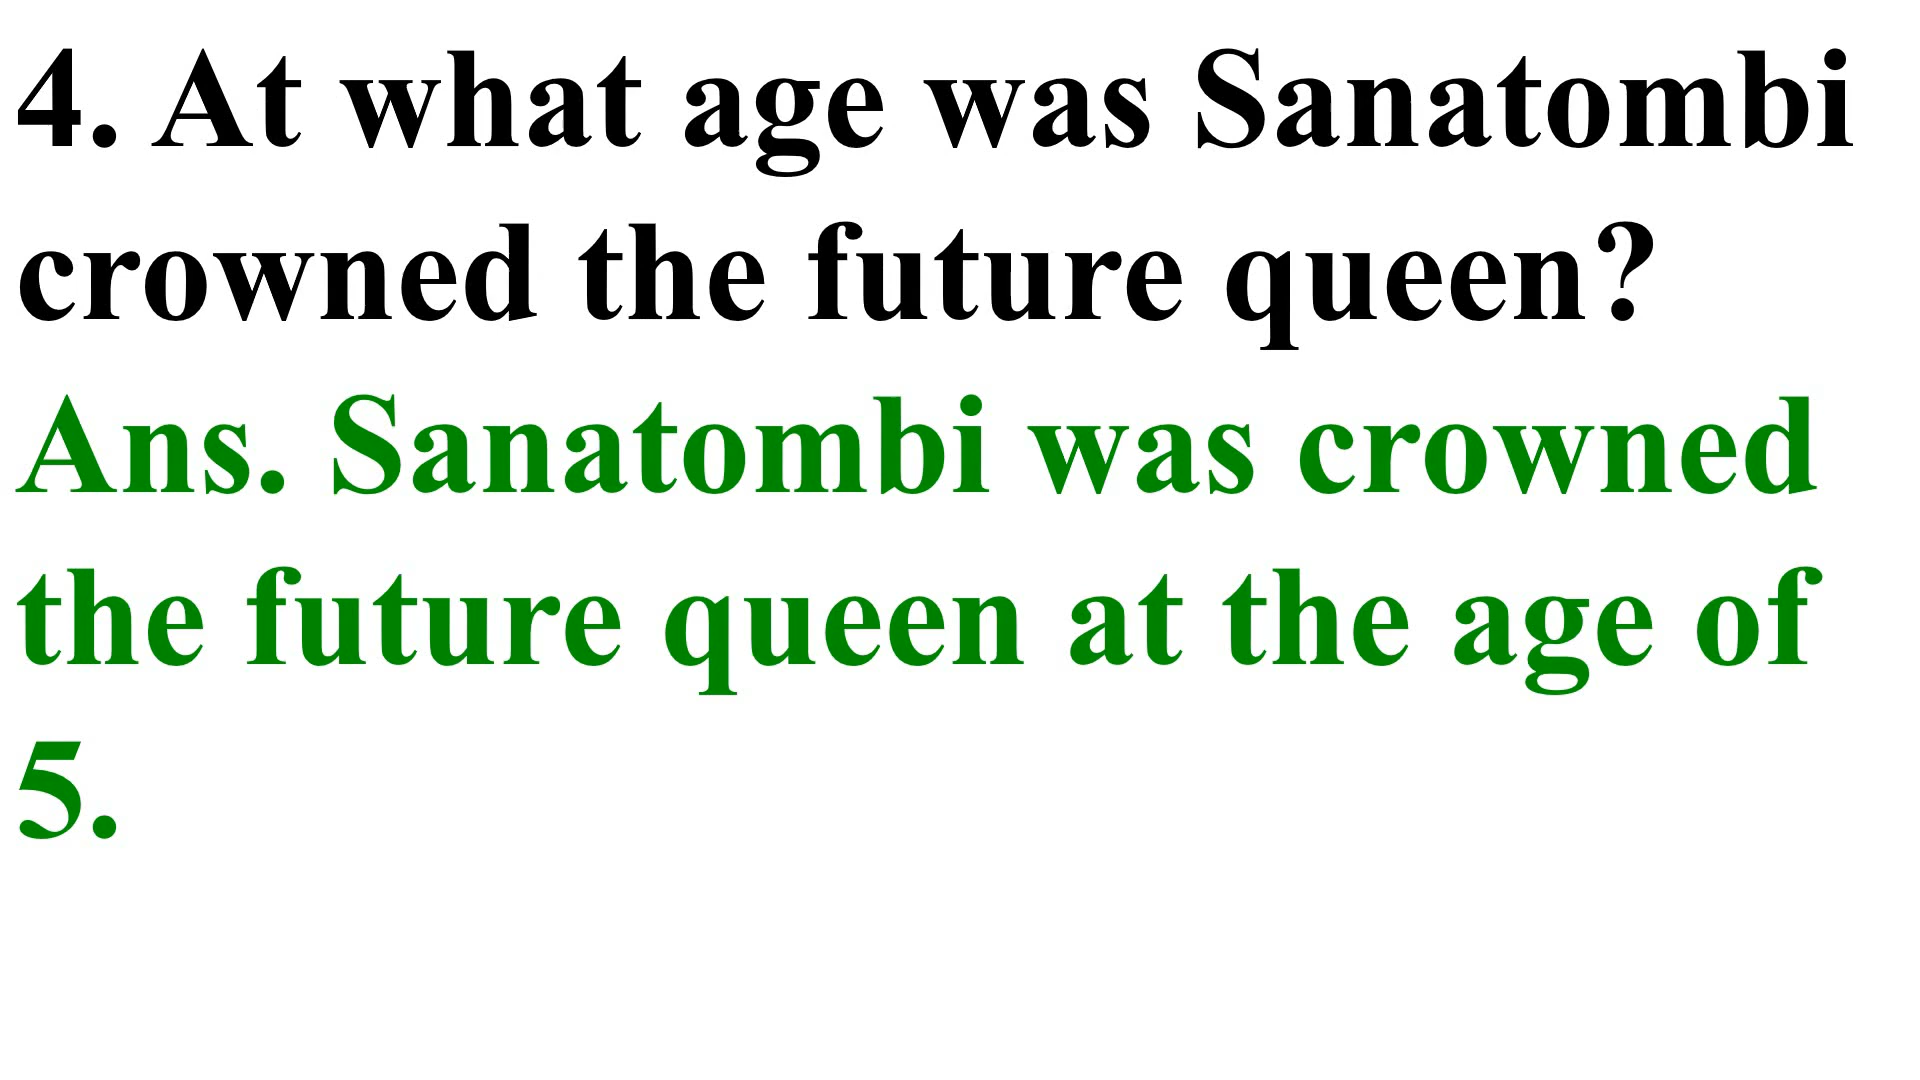 4. At what age was Sanatombi
crowned the future queen?
Ans. Sanatombi was crowned
the future queen at the age of
5.